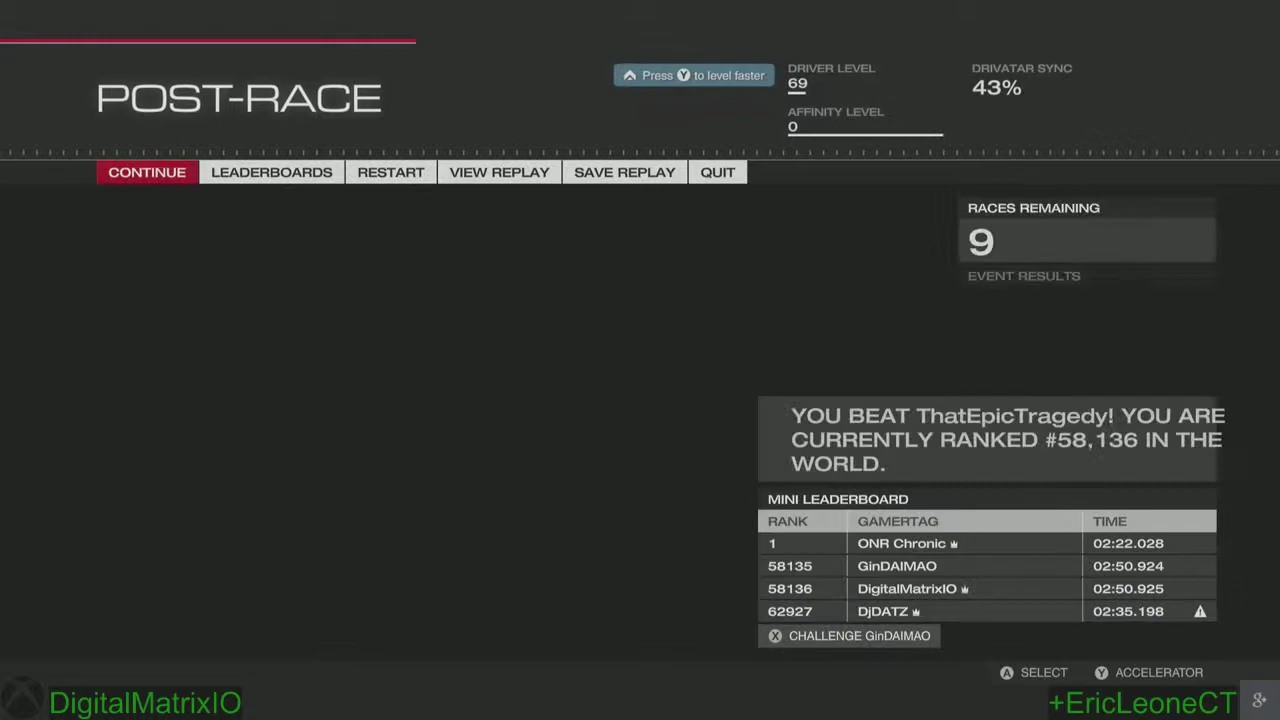 POST-RACE
Press Y to level faster
DRIVER LEVEL
69
AFFINITY LEVEL
0
DRIVATAR SYNC
43%
CONTINUE LEADERBOARDS RESTART VIEW REPLAY SAVE REPLAY QUIT
RACES REMAINING
9
EVENT RESULTS
YOU BEAT ThatEpicTragedy! YOU ARE
CURRENTLY RANKED #58,136 IN THE
WORLD.
MINI LEADERBOARD
RANK GAMERTAG TIME
1 ONR Chronic 02:22.028
58135 GinDAIMAO 02:50.924
58136 DigitalMatrixIO 02:50.925
62927 DjDATZ 02:35.198
X CHALLENGE GinDAIMAO
A SELECT Y ACCELERATOR
DigitalMatrixIO
+EricLeoneCT g+